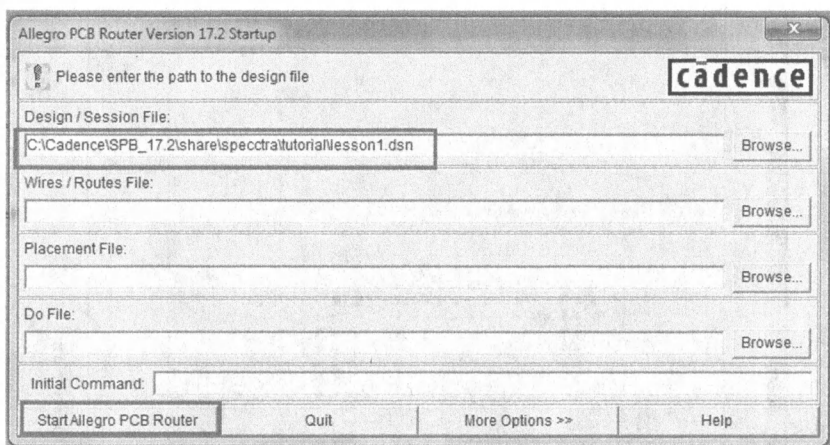 Allegro PCB Router Version 17.2 Startup
Please enter the path to the design file
cādence
Design / Session File:
C:\Cadence\SPB_17.2\share\specctra\tutorial\lesson1.dsn
Browse...
Wires / Routes File:
Browse...
Placement File:
Browse...
Do File:
Browse...
Initial Command:
Start Allegro PCB Router
Quit
More Options >>
Help